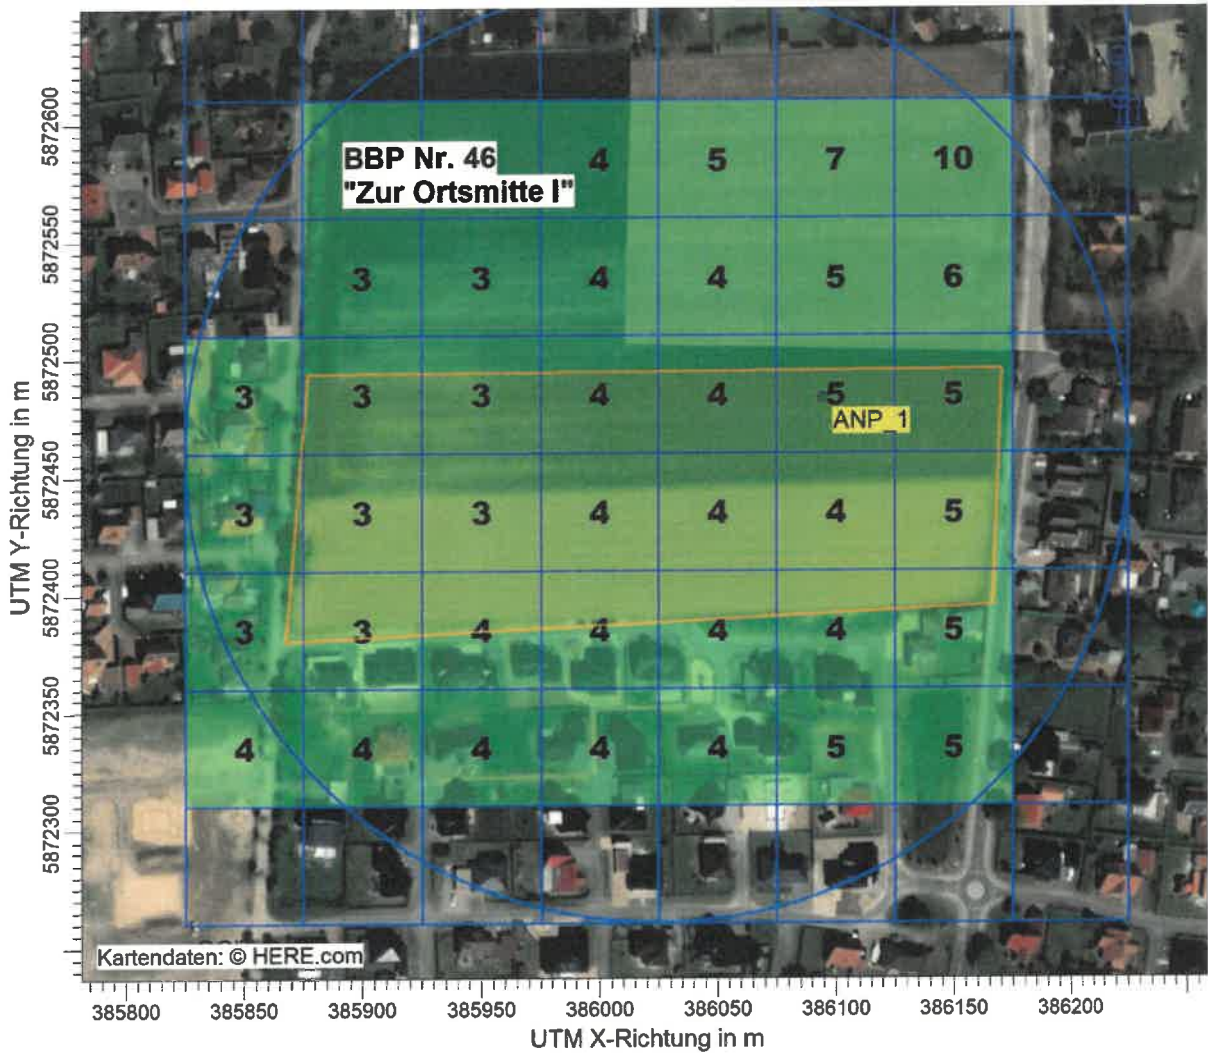 5872600
5872550
5872500
5872450
5872400
5872350
5872300
UTM Y-Richtung in m
BBP Nr. 46
"Zur Ortsmitte I"
4 5 7 10
3 3 4 4 5 6
3 3 3 4 4 5 5
ANP_1
3 3 3 4 4 4 5
3 3 4 4 4 4 5
4 4 4 4 4 5 5
Kartendaten: © HERE.com
385800 385850 385900 385950 386000 386050 386100 386150 386200
UTM X-Richtung in m